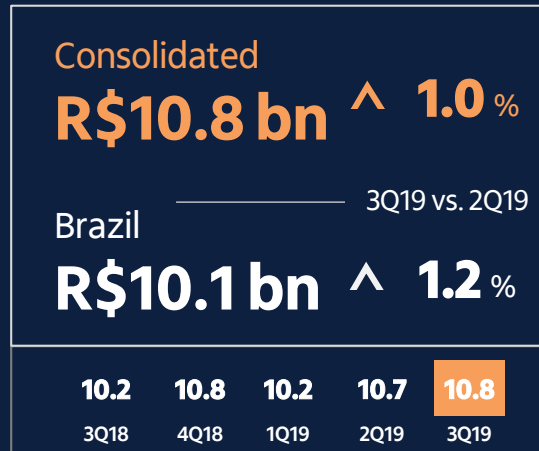 Consolidated
R$10.8 bn ^ 1.0 %
3Q19 vs. 2Q19
Brazil
R$10.1 bn ^ 1.2 %
10.2 10.8 10.2 10.7 10.8
3Q18 4Q18 1Q19 2Q19 3Q19